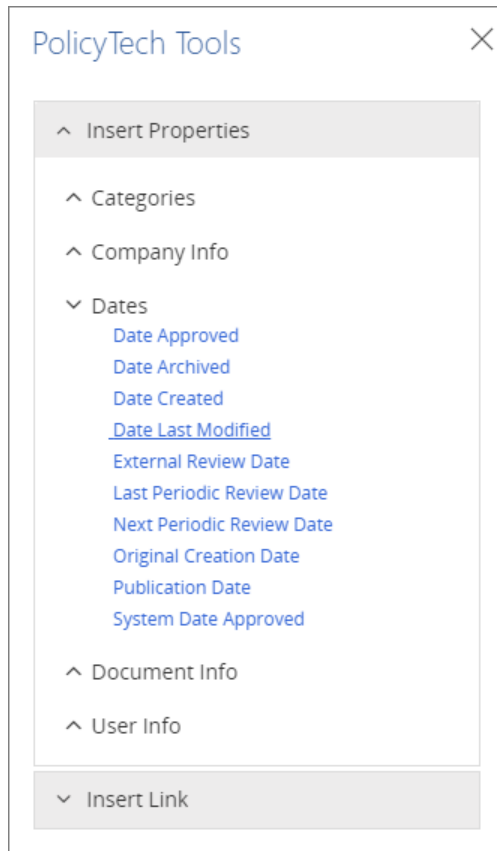 PolicyTech Tools
Insert Properties
Categories
Company Info
Dates
Date Approved
Date Archived
Date Created
Date Last Modified
External Review Date
Last Periodic Review Date
Next Periodic Review Date
Original Creation Date
Publication Date
System Date Approved
Document Info
User Info
Insert Link